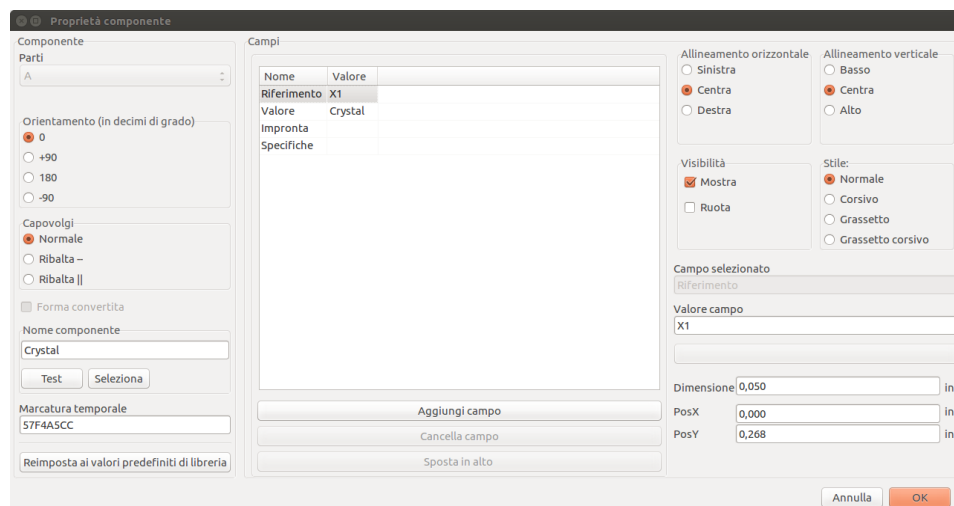 Proprietà componente
Componente
Parti
A
Orientamento (in decimi di grado)
0
+90
180
-90
Capovolgi
Normale
Ribalta --
Ribalta ||
Forma convertita
Nome componente
Crystal
Test Seleziona
Marcatura temporale
57F4A5CC
Reimposta ai valori predefiniti di libreria
Campi
Nome Valore
Riferimento X1
Valore Crystal
Impronta
Specifiche
Aggiungi campo
Cancella campo
Sposta in alto
Allineamento orizzontale
Sinistra
Centra
Destra
Allineamento verticale
Basso
Centra
Alto
Visibilità
Mostra
Ruota
Stile:
Normale
Corsivo
Grassetto
Grassetto corsivo
Campo selezionato
Riferimento
Valore campo
X1
Dimensione 0,050 in
PosX 0,000 in
PosY 0,268 in
Annulla OK